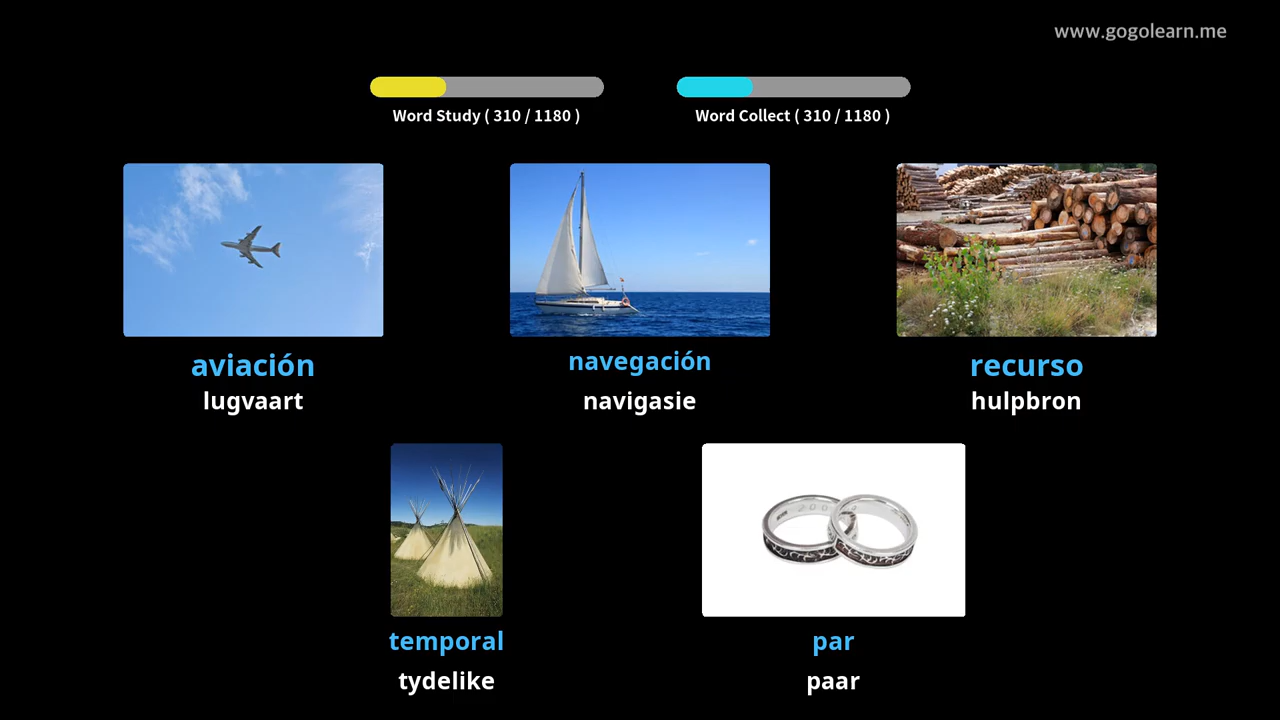 www.gogolearn.me
Word Study ( 310 / 1180 )
Word Collect ( 310 / 1180 )
aviación
lugvaart
navegación
navigasie
recurso
hulpbron
temporal
tydelike
par
paar